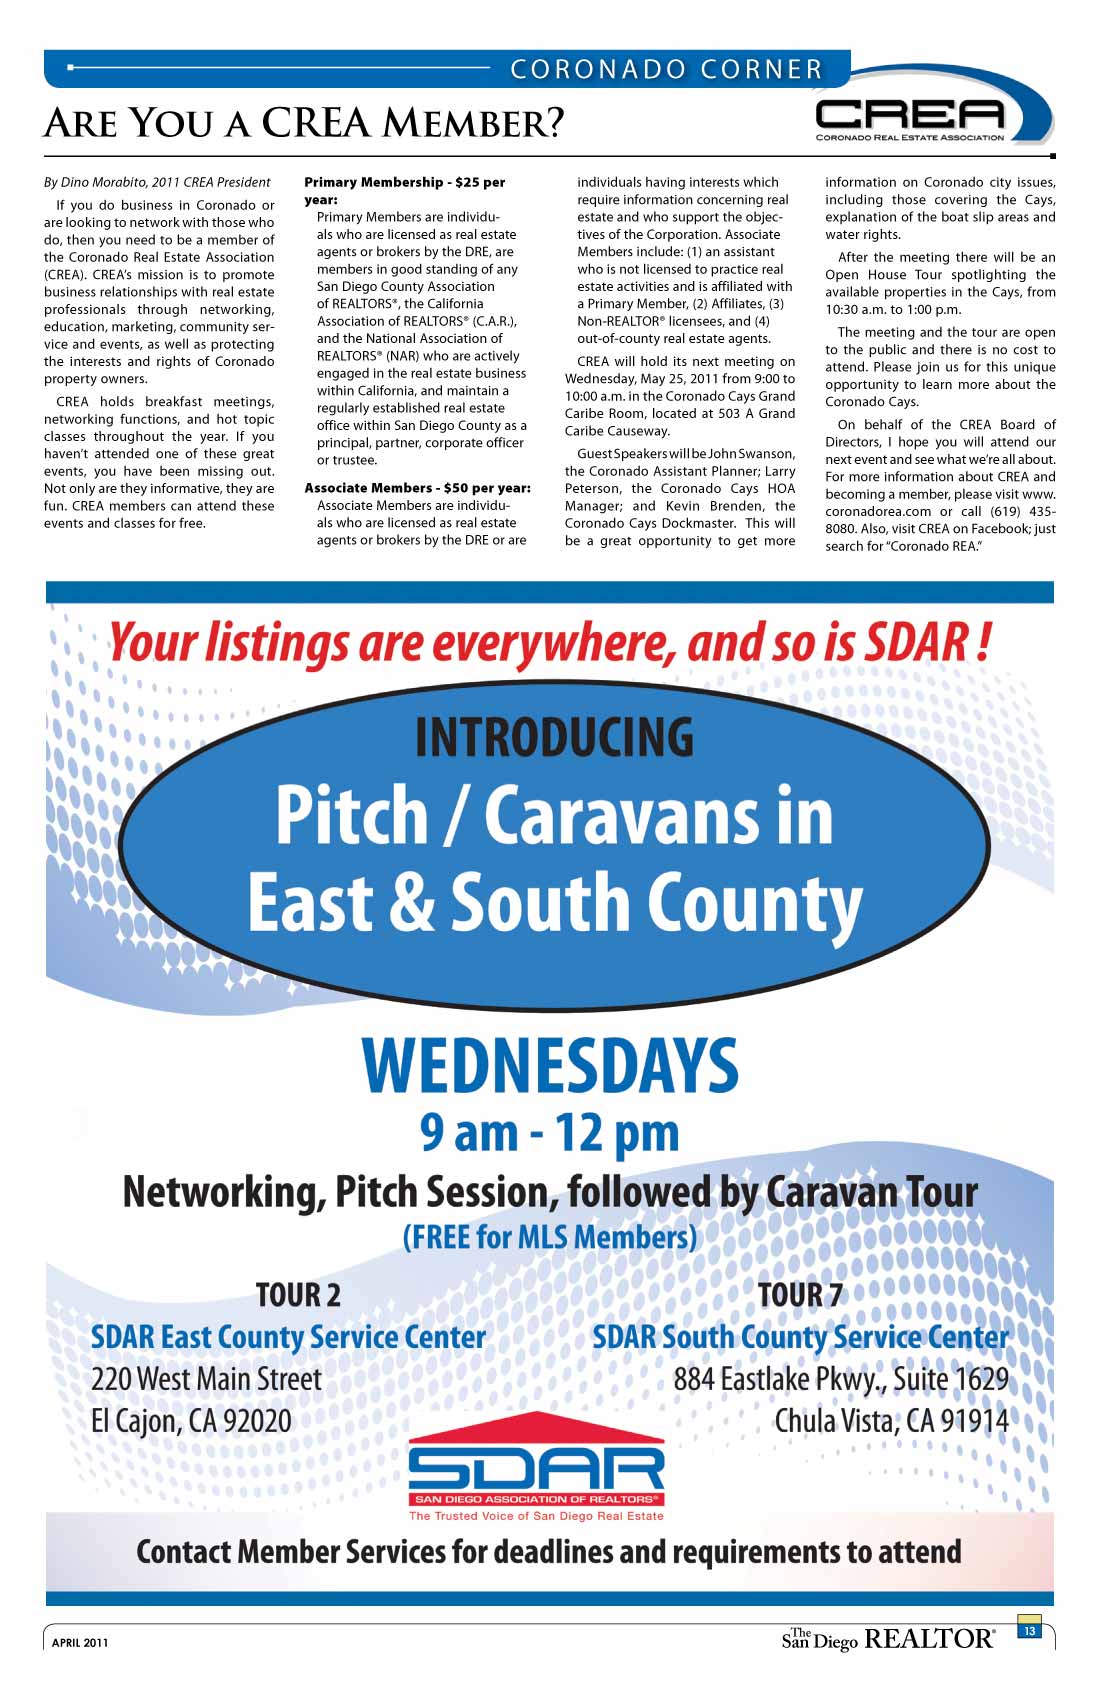 CORONADO CORNER
ARE YOU A CREA MEMBER?
CREA
CORONADO REAL ESTATE ASSOCIATION
By Dino Morabito, 2011 CREA President
If you do business in Coronado or
are looking to network with those who
do, then you need to be a member of
the Coronado Real Estate Association
(CREA). CREA's mission is to promote
business relationships with real estate
professionals through networking,
education, marketing, community ser-
vice and events, as well as protecting
the interests and rights of Coronado
property owners.
CREA holds breakfast meetings,
networking functions, and hot topic
classes throughout the year. If you
haven't attended one of these great
events, you have been missing out.
Not only are they informative, they are
fun. CREA members can attend these
events and classes for free.
Primary Membership - $25 per
year:
Primary Members are individu-
als who are licensed as real estate
agents or brokers by the DRE, are
members in good standing of any
San Diego County Association
of REALTORS®, the California
Association of REALTORS® (C.A.R.),
and the National Association of
REALTORS® (NAR) who are actively
engaged in the real estate business
within California, and maintain a
regularly established real estate
office within San Diego County as a
principal, partner, corporate officer
or trustee.
Associate Members - $50 per year:
Associate Members are individu-
als who are licensed as real estate
agents or brokers by the DRE or are
individuals having interests which
require information concerning real
estate and who support the objec-
tives of the Corporation. Associate
Members include: (1) an assistant
who is not licensed to practice real
estate activities and is affiliated with
a Primary Member, (2) Affiliates, (3)
Non-REALTOR® licensees, and (4)
out-of-county real estate agents.
CREA will hold its next meeting on
Wednesday, May 25, 2011 from 9:00 to
10:00 a.m. in the Coronado Cays Grand
Caribe Room, located at 503 A Grand
Caribe Causeway.
Guest Speakers will be John Swanson,
the Coronado Assistant Planner; Larry
Peterson, the Coronado Cays HOA
Manager; and Kevin Brenden, the
Coronado Cays Dockmaster. This will
be a great opportunity to get more
information on Coronado city issues,
including those covering the Cays,
explanation of the boat slip areas and
water rights.
After the meeting there will be an
Open House Tour spotlighting the
available properties in the Cays, from
10:30 a.m. to 1:00 p.m.
The meeting and the tour are open
to the public and there is no cost to
attend. Please join us for this unique
opportunity to learn more about the
Coronado Cays.
On behalf of the CREA Board of
Directors, I hope you will attend our
next event and see what we're all about.
For more information about CREA and
becoming a member, please visit www.
coronadorea.com or call (619) 435-
8080. Also, visit CREA on Facebook; just
search for "Coronado REA."
Your listings are everywhere, and so is SDAR !
INTRODUCING
Pitch / Caravans in
East & South County
WEDNESDAYS
9 am - 12 pm
Networking, Pitch Session, followed by Caravan Tour
(FREE for MLS Members)
TOUR 2
SDAR East County Service Center
220 West Main Street
El Cajon, CA 92020
TOUR 7
SDAR South County Service Center
884 Eastlake Pkwy., Suite 1629
Chula Vista, CA 91914
SDAR
SAN DIEGO ASSOCIATION OF REALTORS®
The Trusted Voice of San Diego Real Estate
Contact Member Services for deadlines and requirements to attend
APRIL 2011
The San Diego REALTOR®
13